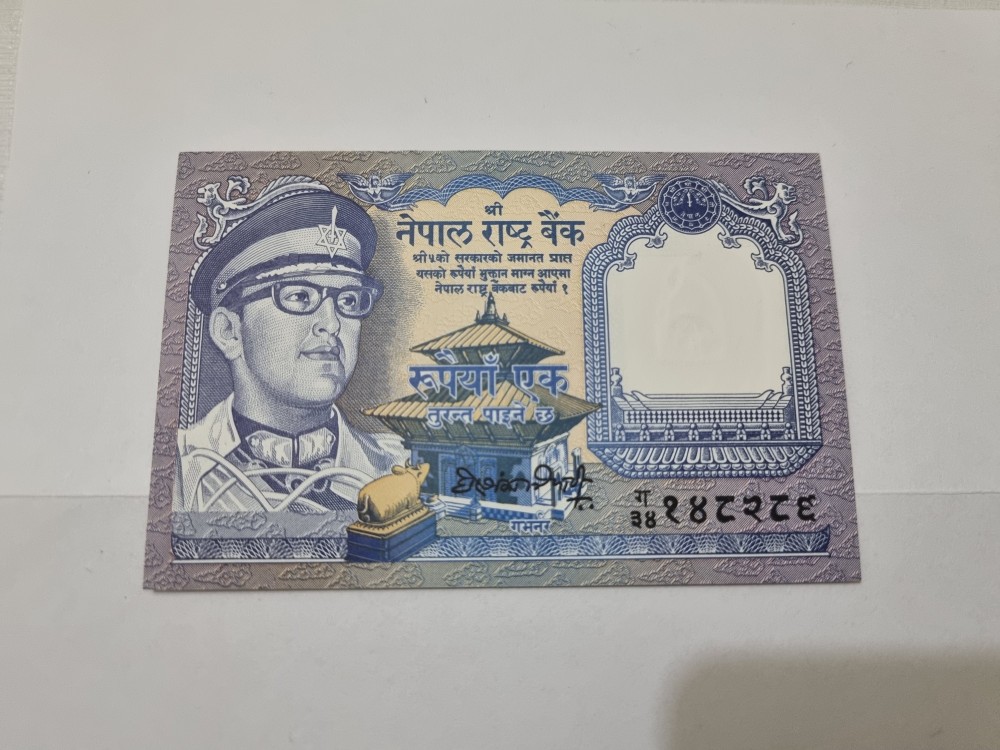 श्री
नेपाल राष्ट्र बैंक
श्री ५ को सरकारको जमानत प्राप्त
यसको रूपैयाँ भुक्तान माग्न आएमा
नेपाल राष्ट्र बैंकबाट रूपैयाँ १
रूपैयाँ एक
तुरुन्त पाइने छ
गभर्नर
ग
३४ १४८२८६